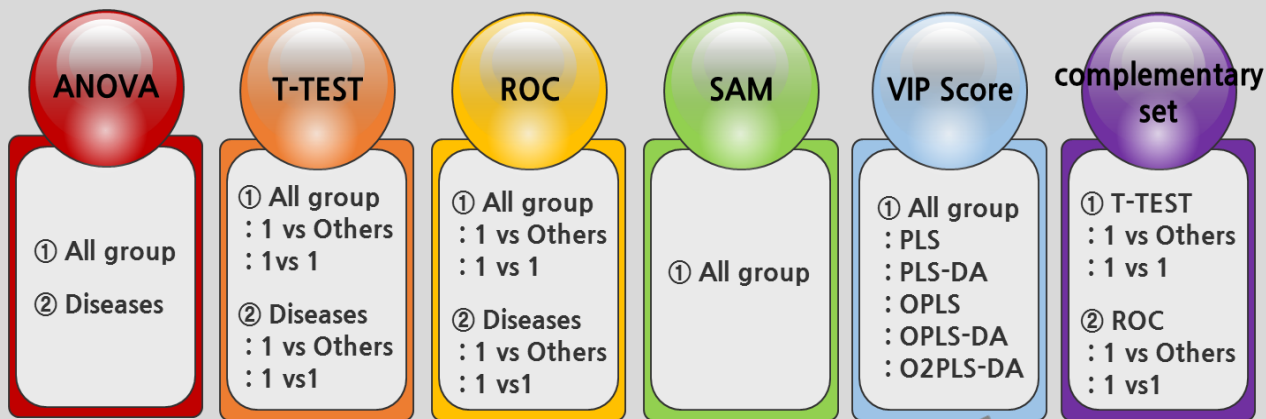 ANOVA
① All group
② Diseases
T-TEST
① All group
: 1 vs Others
: 1vs 1
② Diseases
: 1 vs Others
: 1 vs1
ROC
① All group
: 1 vs Others
: 1 vs 1
② Diseases
: 1 vs Others
: 1 vs1
SAM
① All group
VIP Score
① All group
: PLS
: PLS-DA
: OPLS
: OPLS-DA
: O2PLS-DA
complementary
set
① T-TEST
: 1 vs Others
: 1 vs 1
② ROC
: 1 vs Others
: 1 vs1